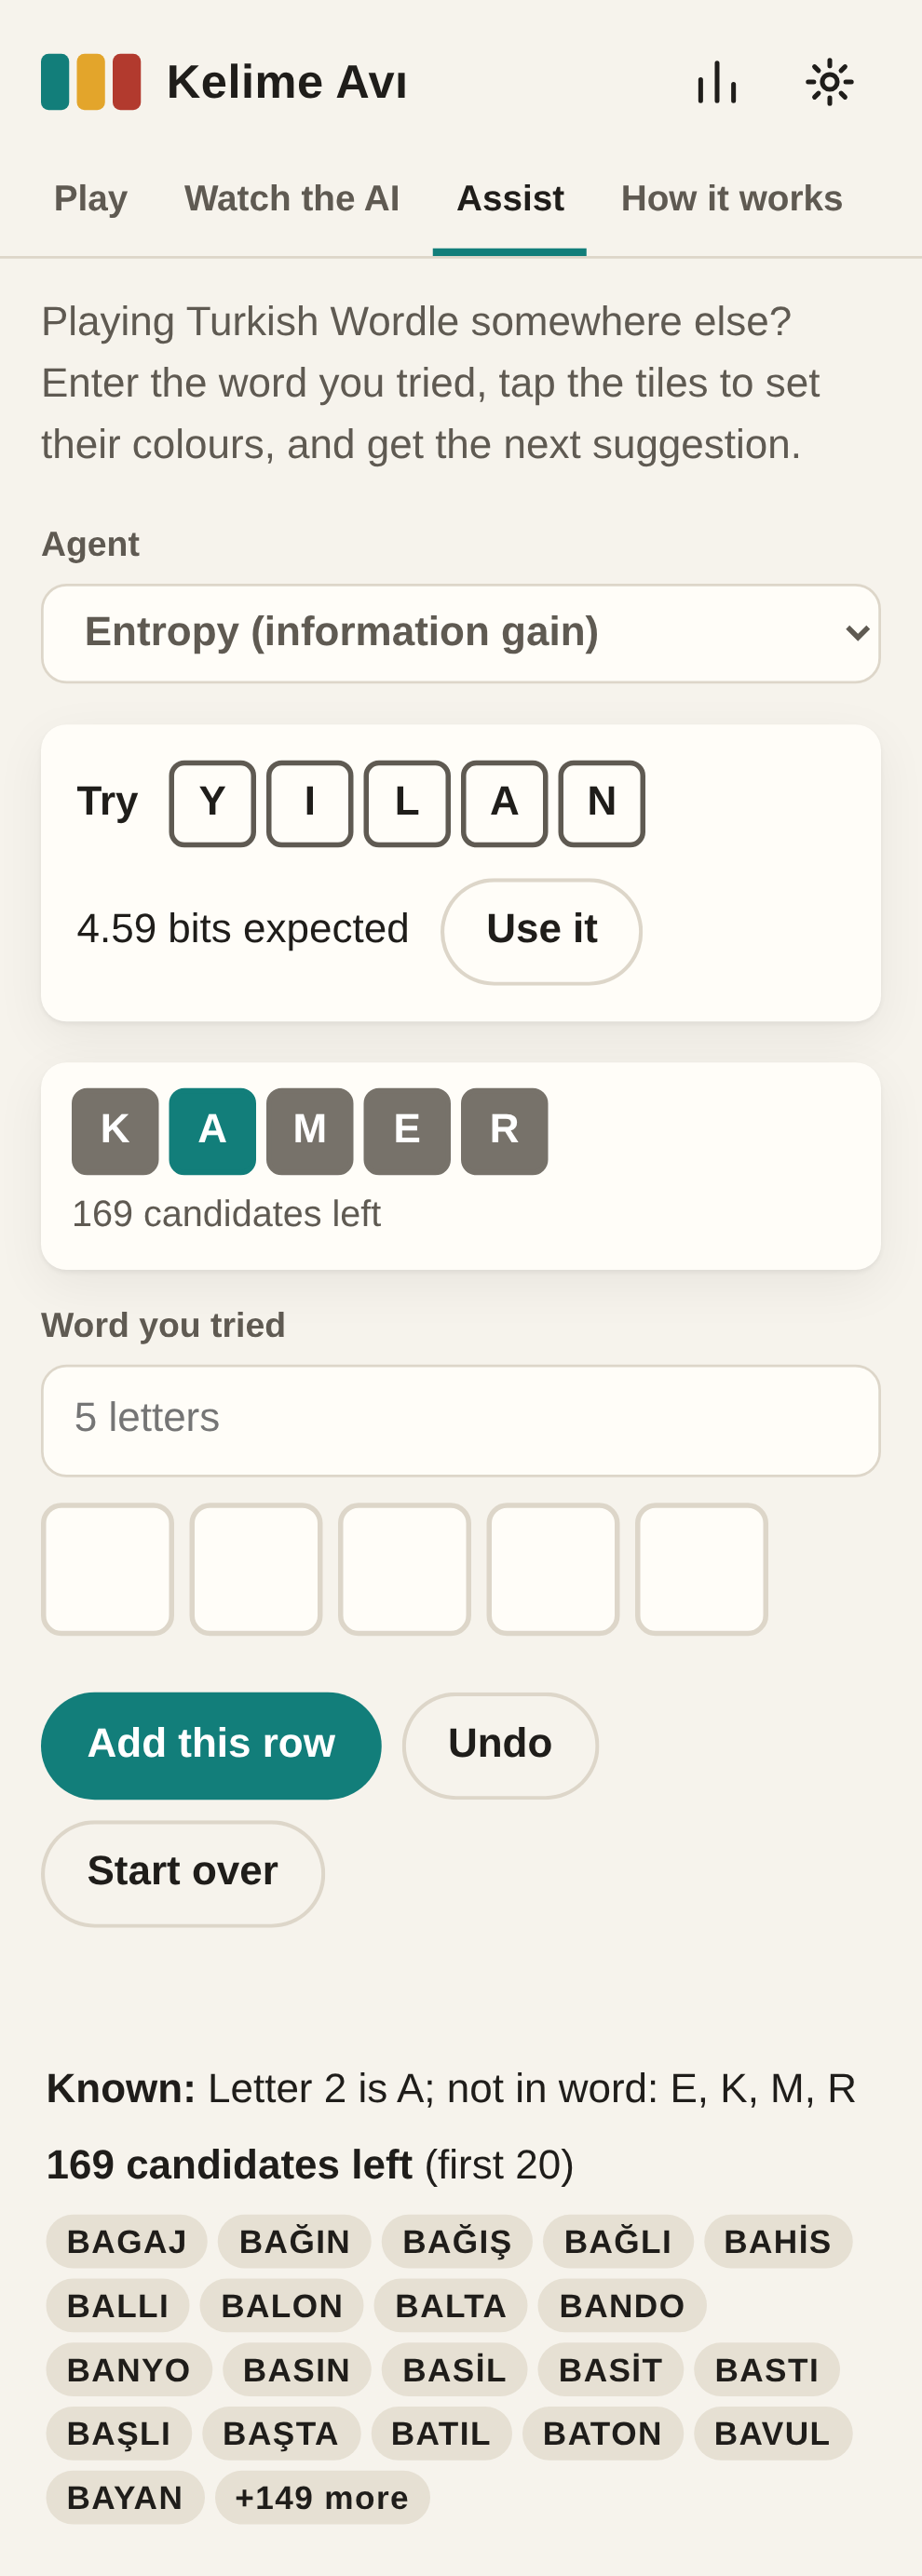 Kelime Avı
Play Watch the AI Assist How it works
Playing Turkish Wordle somewhere else?
Enter the word you tried, tap the tiles to set
their colours, and get the next suggestion.
Agent
Entropy (information gain)
Try Y I L A N
4.59 bits expected Use it
K A M E R
169 candidates left
Word you tried
5 letters
Add this row Undo
Start over
Known: Letter 2 is A; not in word: E, K, M, R
169 candidates left (first 20)
BAGAJ BAĞIN BAĞIŞ BAĞLI BAHİS
BALLI BALON BALTA BANDO
BANYO BASIN BASİL BASİT BASTI
BAŞLI BAŞTA BATIL BATON BAVUL
BAYAN +149 more